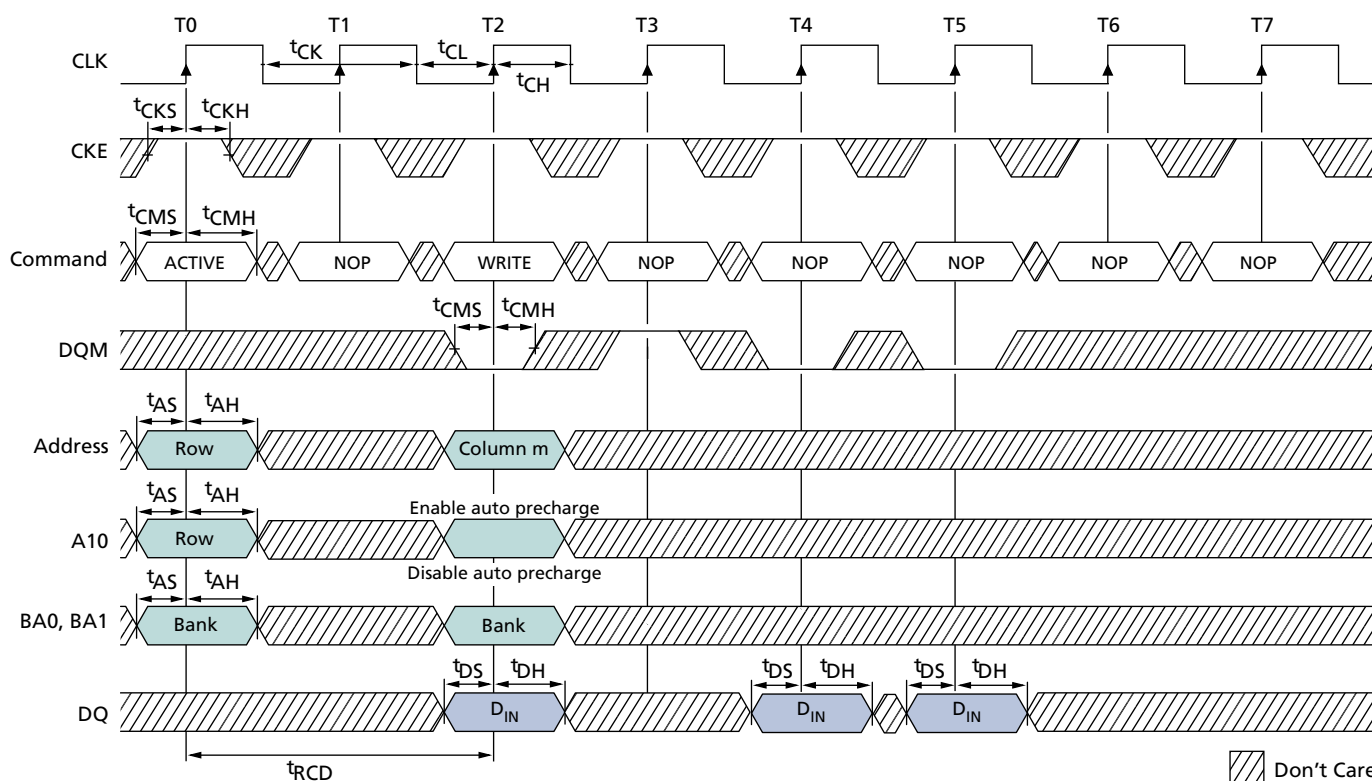 T0 T1 T2 T3 T4 T5 T6 T7
CLK tCK tCL
tCH
tCKS tCKH
CKE
tCMS tCMH
Command ACTIVE NOP WRITE NOP NOP NOP NOP NOP
tCMS tCMH
DQM
tAS tAH
Address Row Column m
tAS tAH Enable auto precharge
A10 Row
Disable auto precharge
tAS tAH
BA0, BA1 Bank Bank
tDS tDH tDS tDH tDS tDH
DQ DIN DIN DIN
tRCD
Don't Care